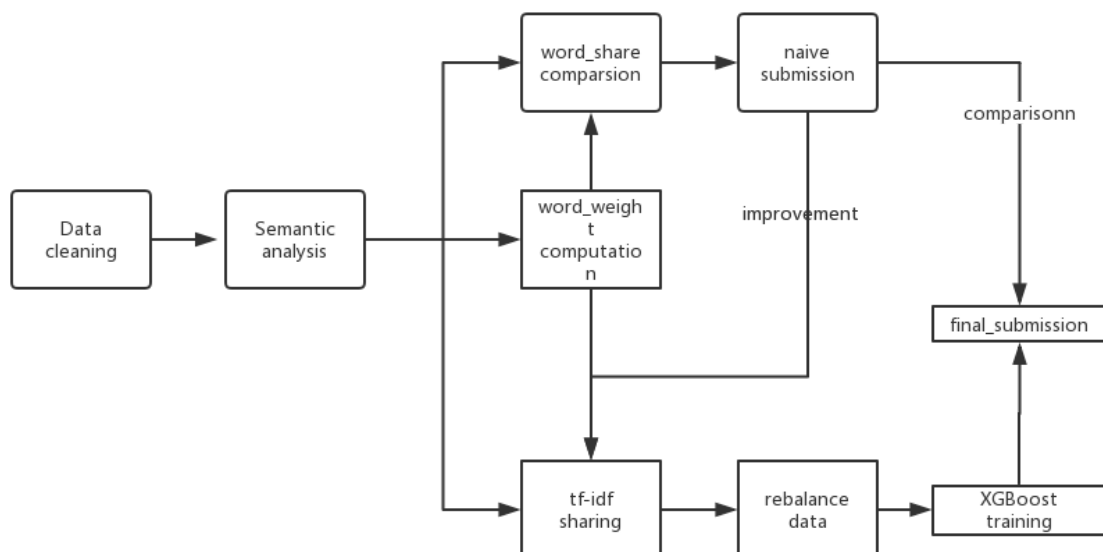 word_share
comparsion
naive
submission
comparisonn
Data
cleaning
Semantic
analysis
word_weigh
t
computatio
n
improvement
final_submission
tf-idf
sharing
rebalance
data
XGBoost
training